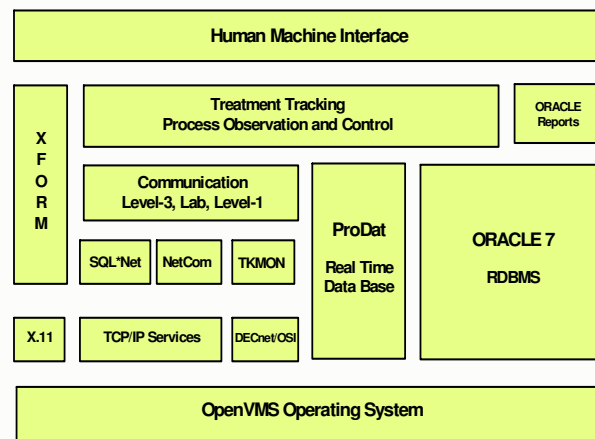 Human Machine Interface
X
F
O
R
M
Treatment Tracking
Process Observation and Control
ORACLE
Reports
Communication
Level-3, Lab, Level-1
SQL*Net
NetCom
TKMON
ProDat
Real Time
Data Base
ORACLE 7
RDBMS
X.11
TCP/IP Services
DECnet/OSI
OpenVMS Operating System